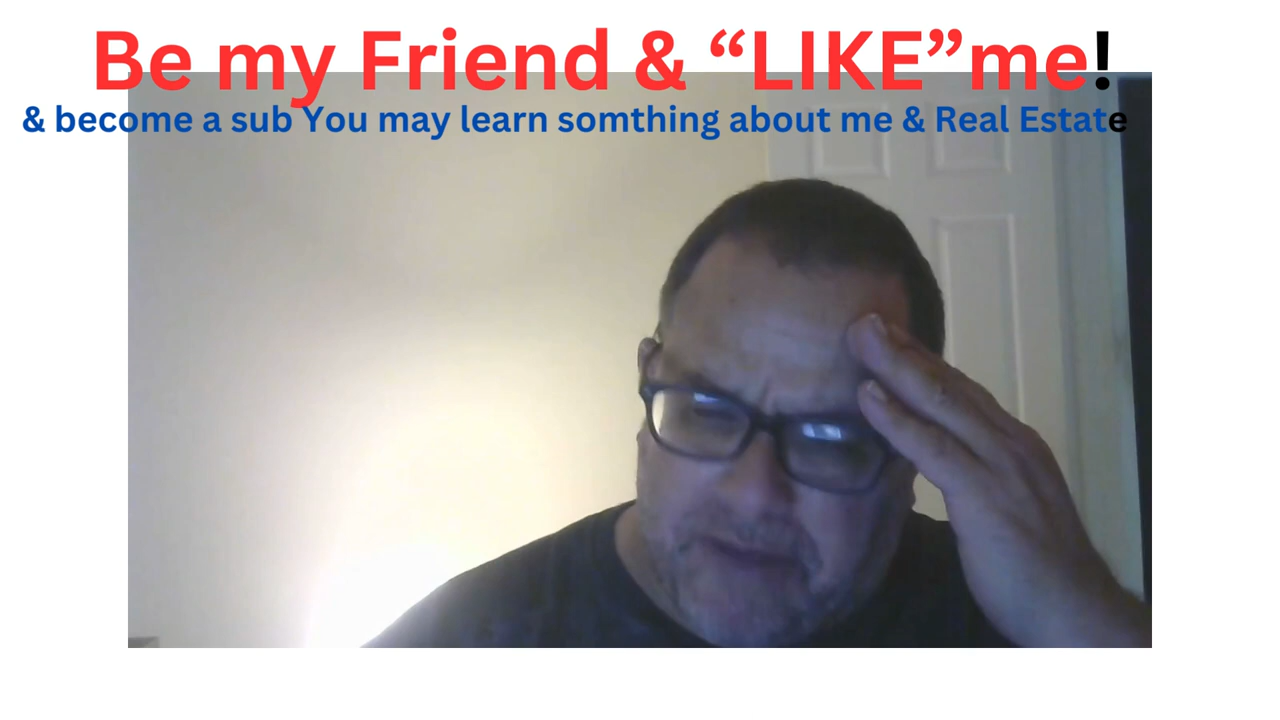 Be my Friend & “LIKE”me!
& become a sub You may learn somthing about me & Real Estate